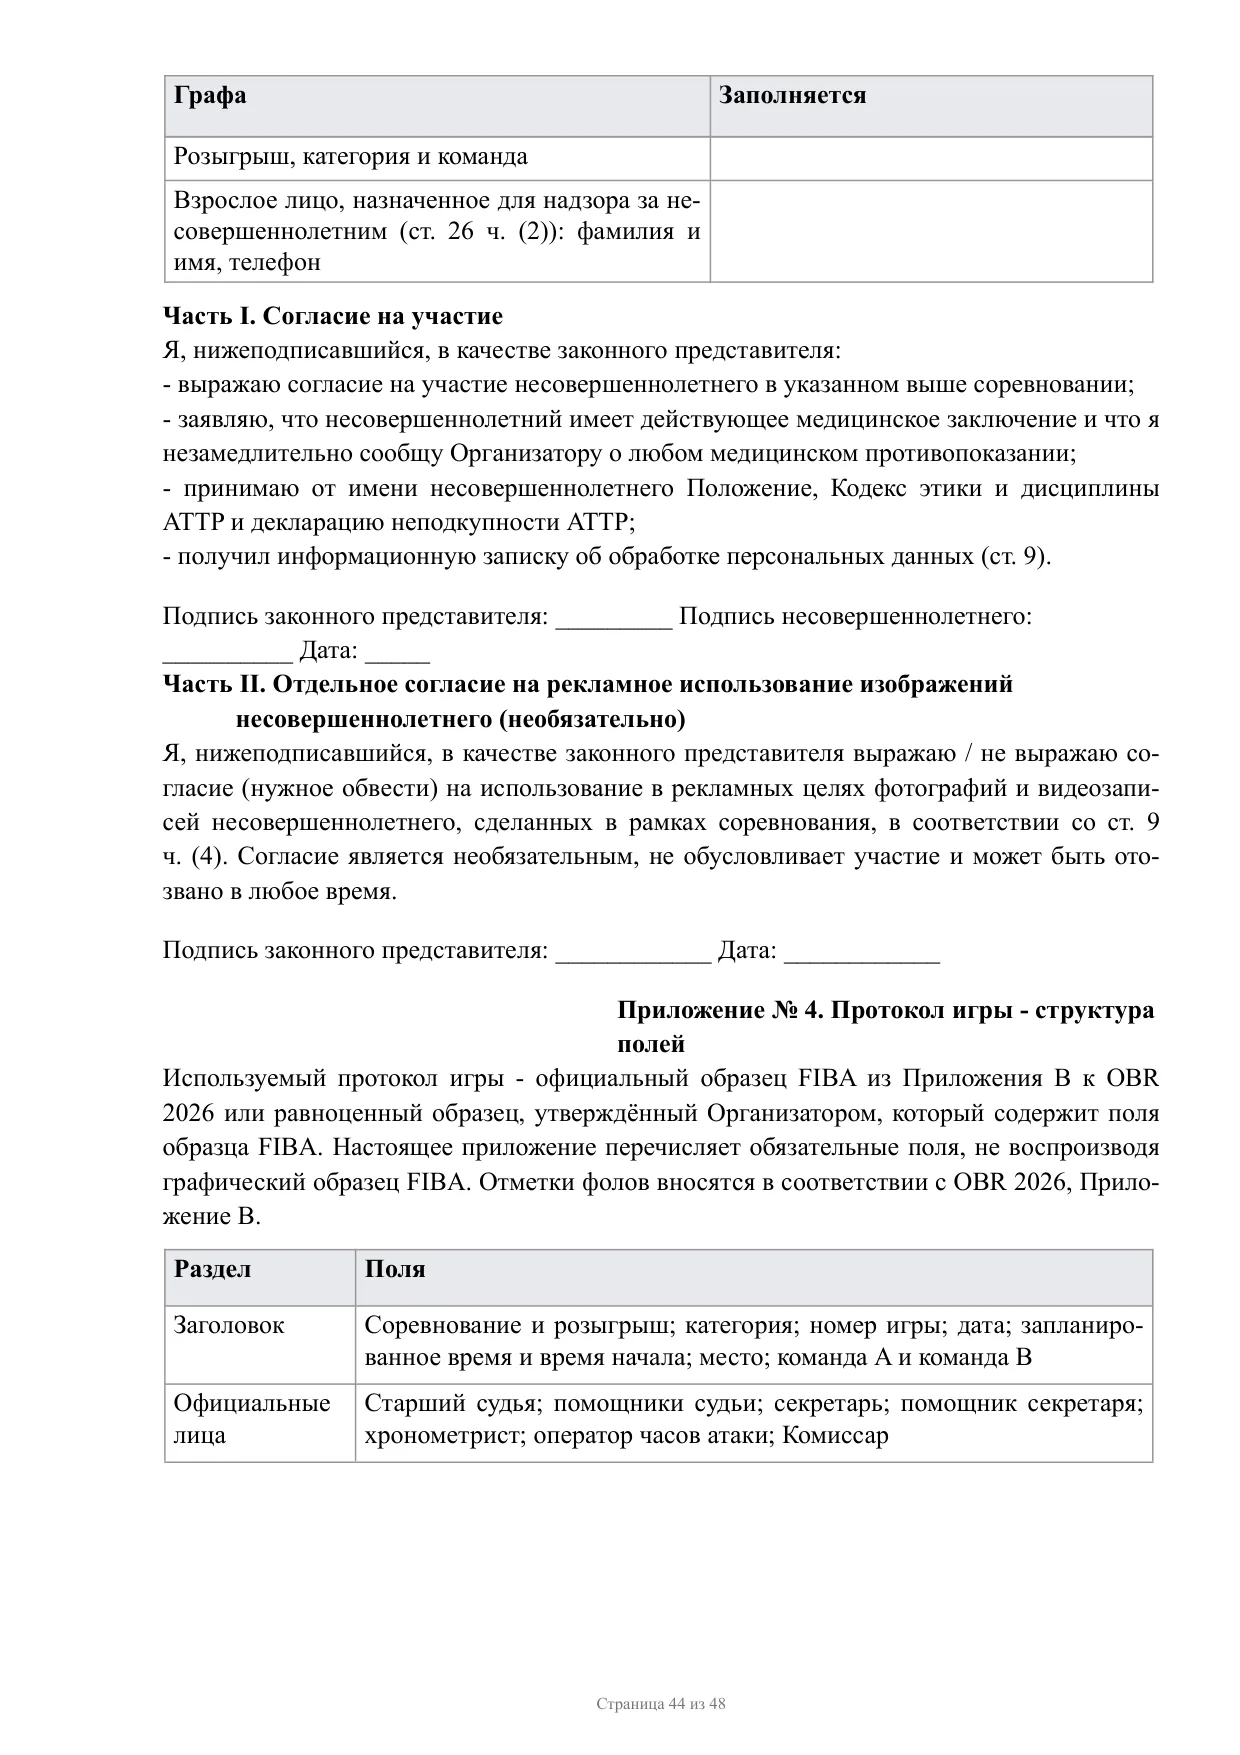 Графа Заполняется
Розыгрыш, категория и команда
Взрослое лицо, назначенное для надзора за не-
совершеннолетним (ст. 26 ч. (2)): фамилия и
имя, телефон
Часть I. Согласие на участие
Я, нижеподписавшийся, в качестве законного представителя:
- выражаю согласие на участие несовершеннолетнего в указанном выше соревновании;
- заявляю, что несовершеннолетний имеет действующее медицинское заключение и что я
незамедлительно сообщу Организатору о любом медицинском противопоказании;
- принимаю от имени несовершеннолетнего Положение, Кодекс этики и дисциплины
АТТР и декларацию неподкупности АТТР;
- получил информационную записку об обработке персональных данных (ст. 9).
Подпись законного представителя: _________ Подпись несовершеннолетнего:
__________ Дата: _____
Часть II. Отдельное согласие на рекламное использование изображений
несовершеннолетнего (необязательно)
Я, нижеподписавшийся, в качестве законного представителя выражаю / не выражаю со-
гласие (нужное обвести) на использование в рекламных целях фотографий и видеозапи-
сей несовершеннолетнего, сделанных в рамках соревнования, в соответствии со ст. 9
ч. (4). Согласие является необязательным, не обусловливает участие и может быть ото-
звано в любое время.
Подпись законного представителя: ____________ Дата: ____________
Приложение № 4. Протокол игры - структура
полей
Используемый протокол игры - официальный образец FIBA из Приложения B к OBR
2026 или равноценный образец, утверждённый Организатором, который содержит поля
образца FIBA. Настоящее приложение перечисляет обязательные поля, не воспроизводя
графический образец FIBA. Отметки фолов вносятся в соответствии с OBR 2026, Прило-
жение B.
Раздел Поля
Заголовок Соревнование и розыгрыш; категория; номер игры; дата; запланиро-
ванное время и время начала; место; команда A и команда B
Официальные Старший судья; помощники судьи; секретарь; помощник секретаря;
лица хронометрист; оператор часов атаки; Комиссар
Страница 44 из 48